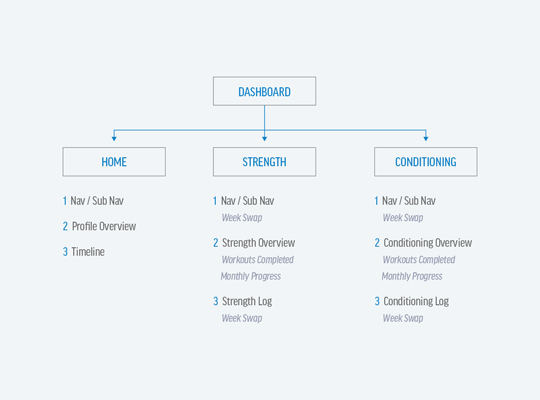 DASHBOARD
HOME
STRENGTH
CONDITIONING
1 Nav / Sub Nav
2 Profile Overview
3 Timeline
1 Nav / Sub Nav
Week Swap
2 Strength Overview
Workouts Completed
Monthly Progress
3 Strength Log
Week Swap
1 Nav / Sub Nav
Week Swap
2 Conditioning Overview
Workouts Completed
Monthly Progress
3 Conditioning Log
Week Swap